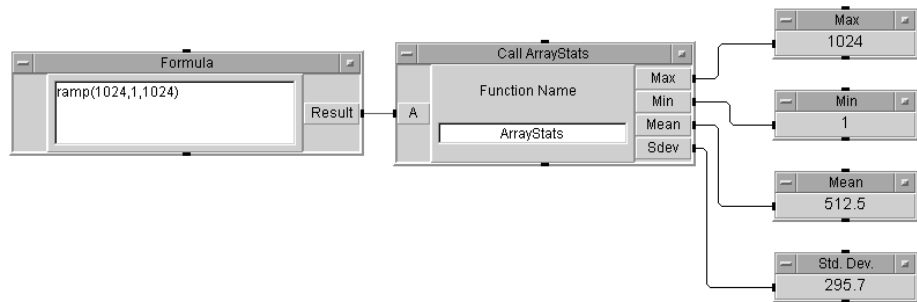 Formula
ramp(1024,1,1024)
Result
Call ArrayStats
A
Function Name
ArrayStats
Max
Min
Mean
Sdev
Max
1024
Min
1
Mean
512.5
Std. Dev.
295.7